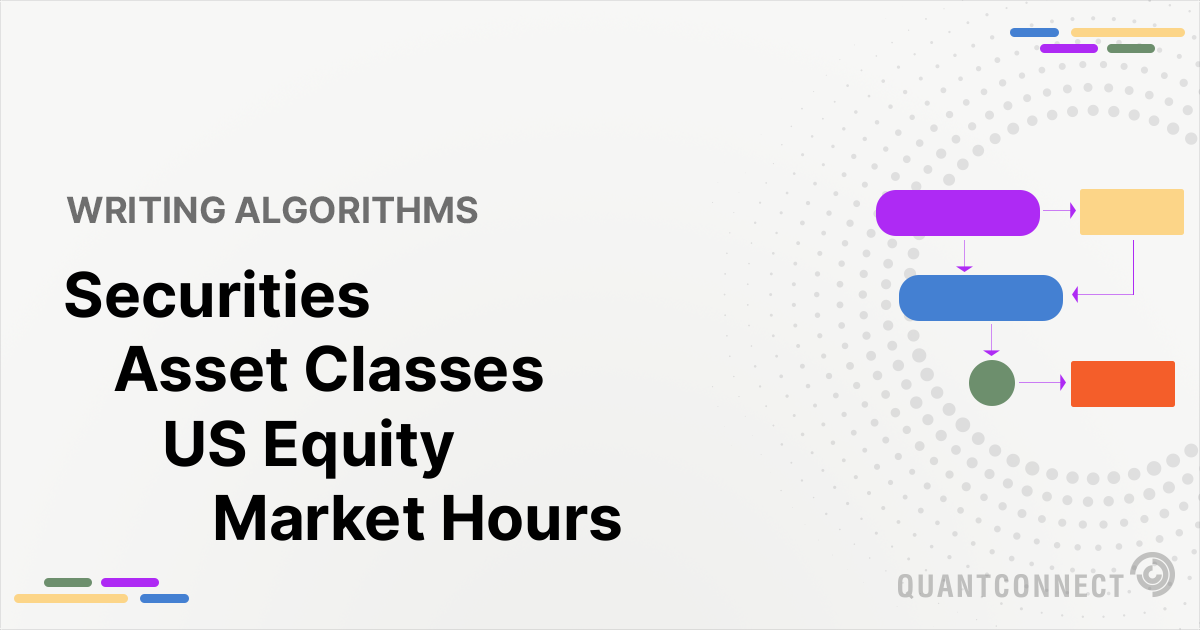 WRITING ALGORITHMS
Securities
Asset Classes
US Equity
Market Hours
QUANTCONNECT